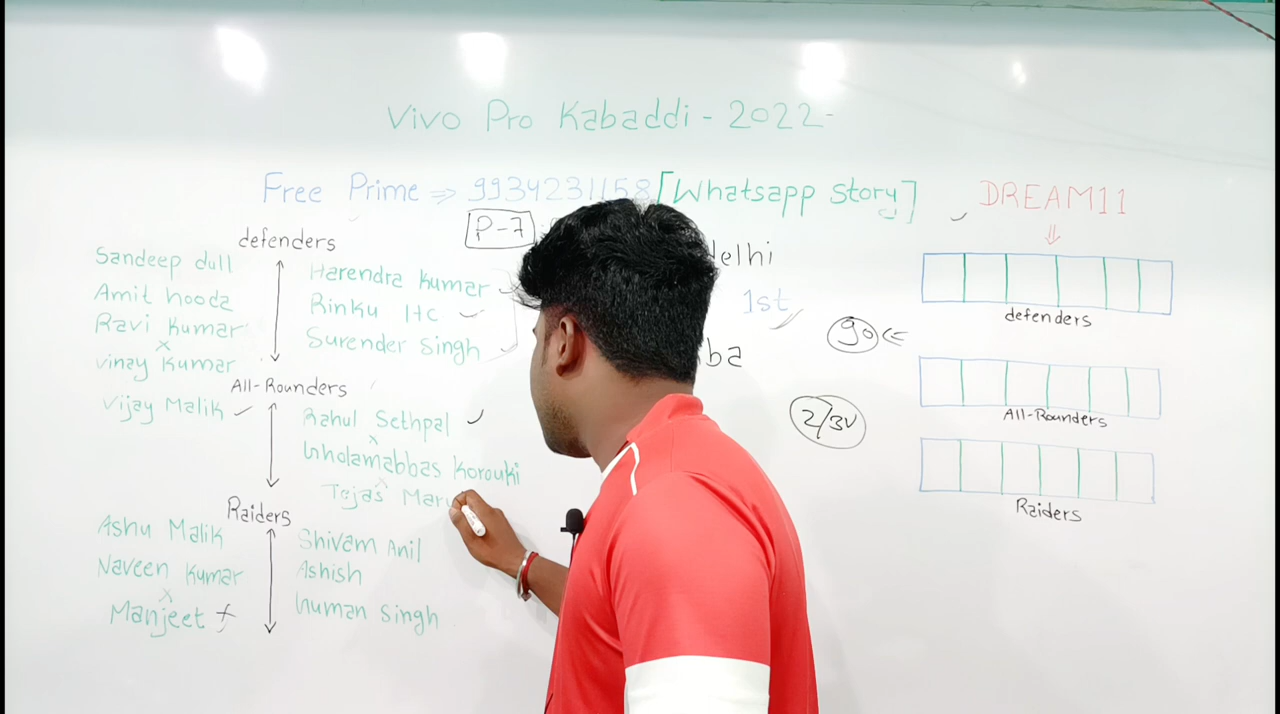 Vivo Pro Kabaddi - 2022-
Free Prime ⇒ 9934231158 [Whatsapp Story]
DREAM11
⇓
P-7
delhi
1st
90 ⇐
2/3V
defenders
Sandeep dull
Amit hooda
Ravi Kumar
x
Vinay Kumar
Harendra Kumar
Rinku Htc ✓
Surender Singh
All-Rounders
Vijay Malik ✓
Rahul Sethpal ✓
x
Gholamabbas Korouki
x
Tejas
Raiders
Ashu Malik
Naveen Kumar
x
Manjeet
Shivam Anil
Ashish
Guman Singh
defenders
All-Rounders
Raiders